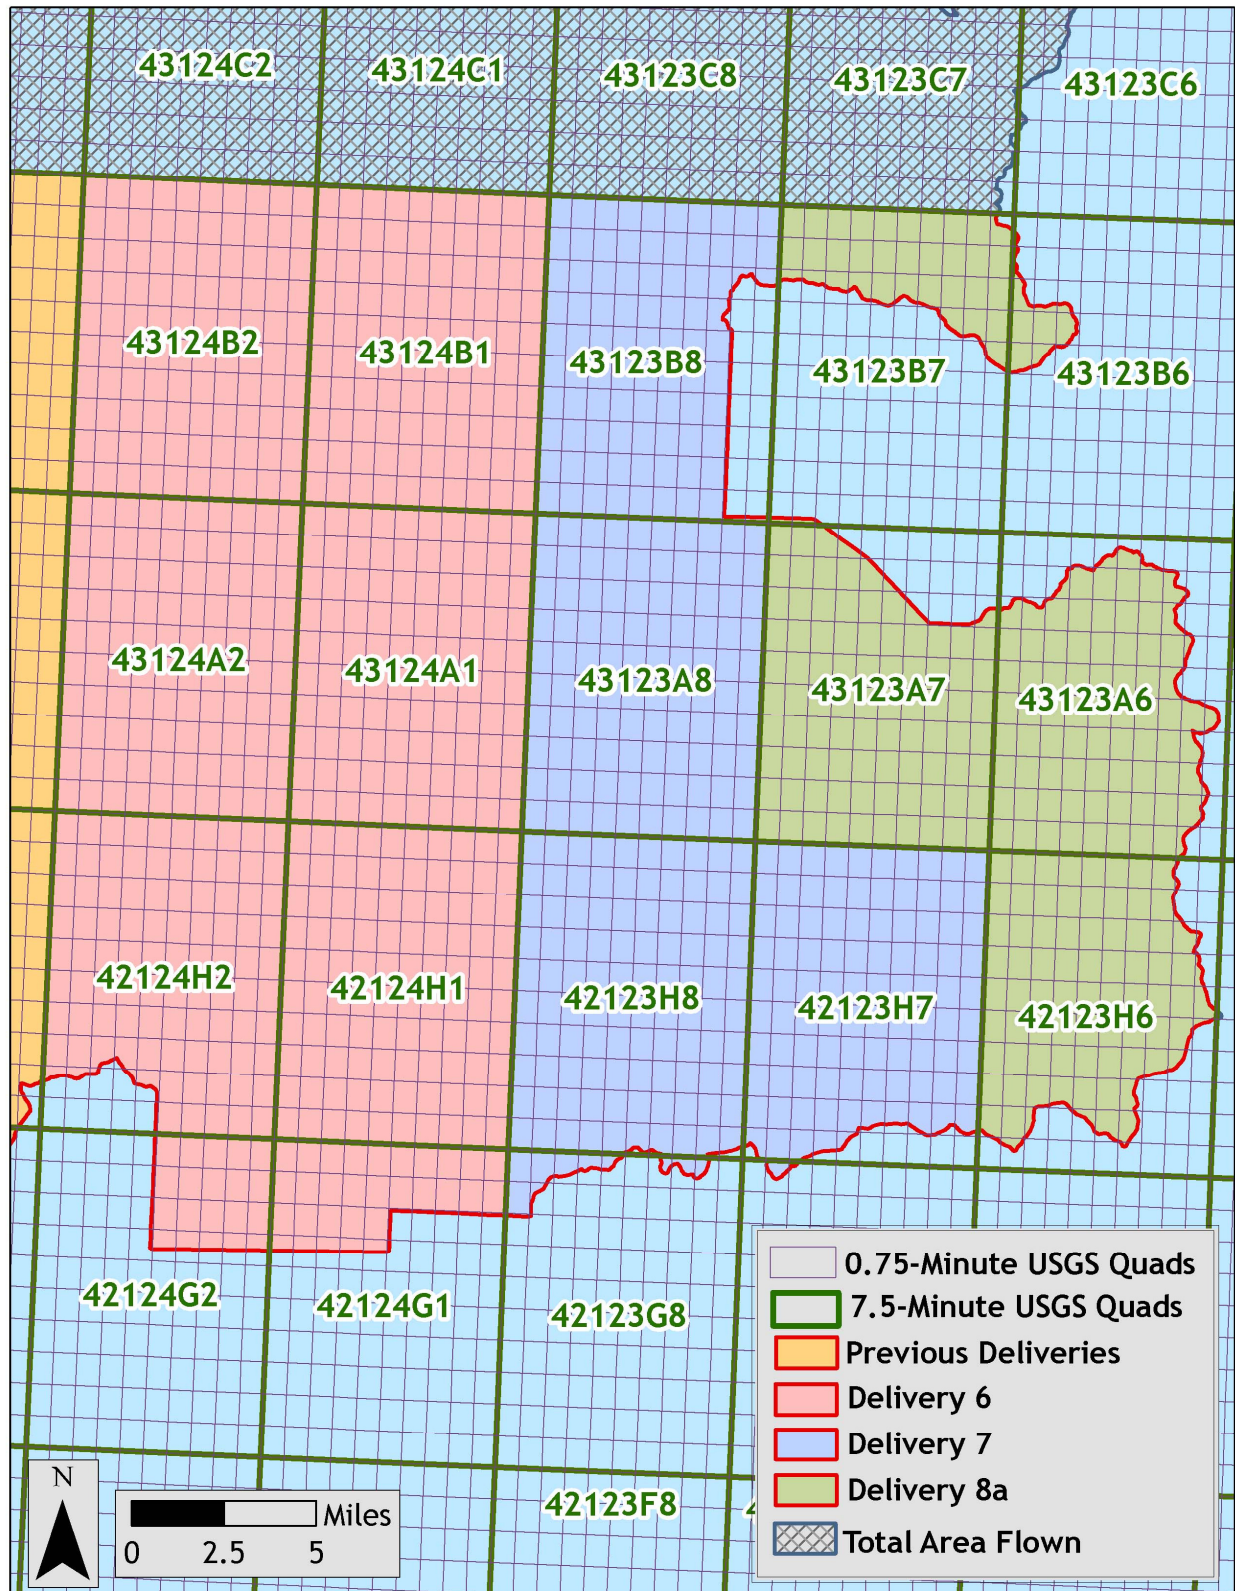 43124C2
43124C1
43123C8
43123C7
43123C6
43124B2
43124B1
43123B8
43123B7
43123B6
43124A2
43124A1
43123A8
43123A7
43123A6
42124H2
42124H1
42123H8
42123H7
42123H6
42124G2
42124G1
42123G8
42123F8
0.75-Minute USGS Quads
7.5-Minute USGS Quads
Previous Deliveries
Delivery 6
Delivery 7
Delivery 8a
Total Area Flown
N
Miles
0 2.5 5